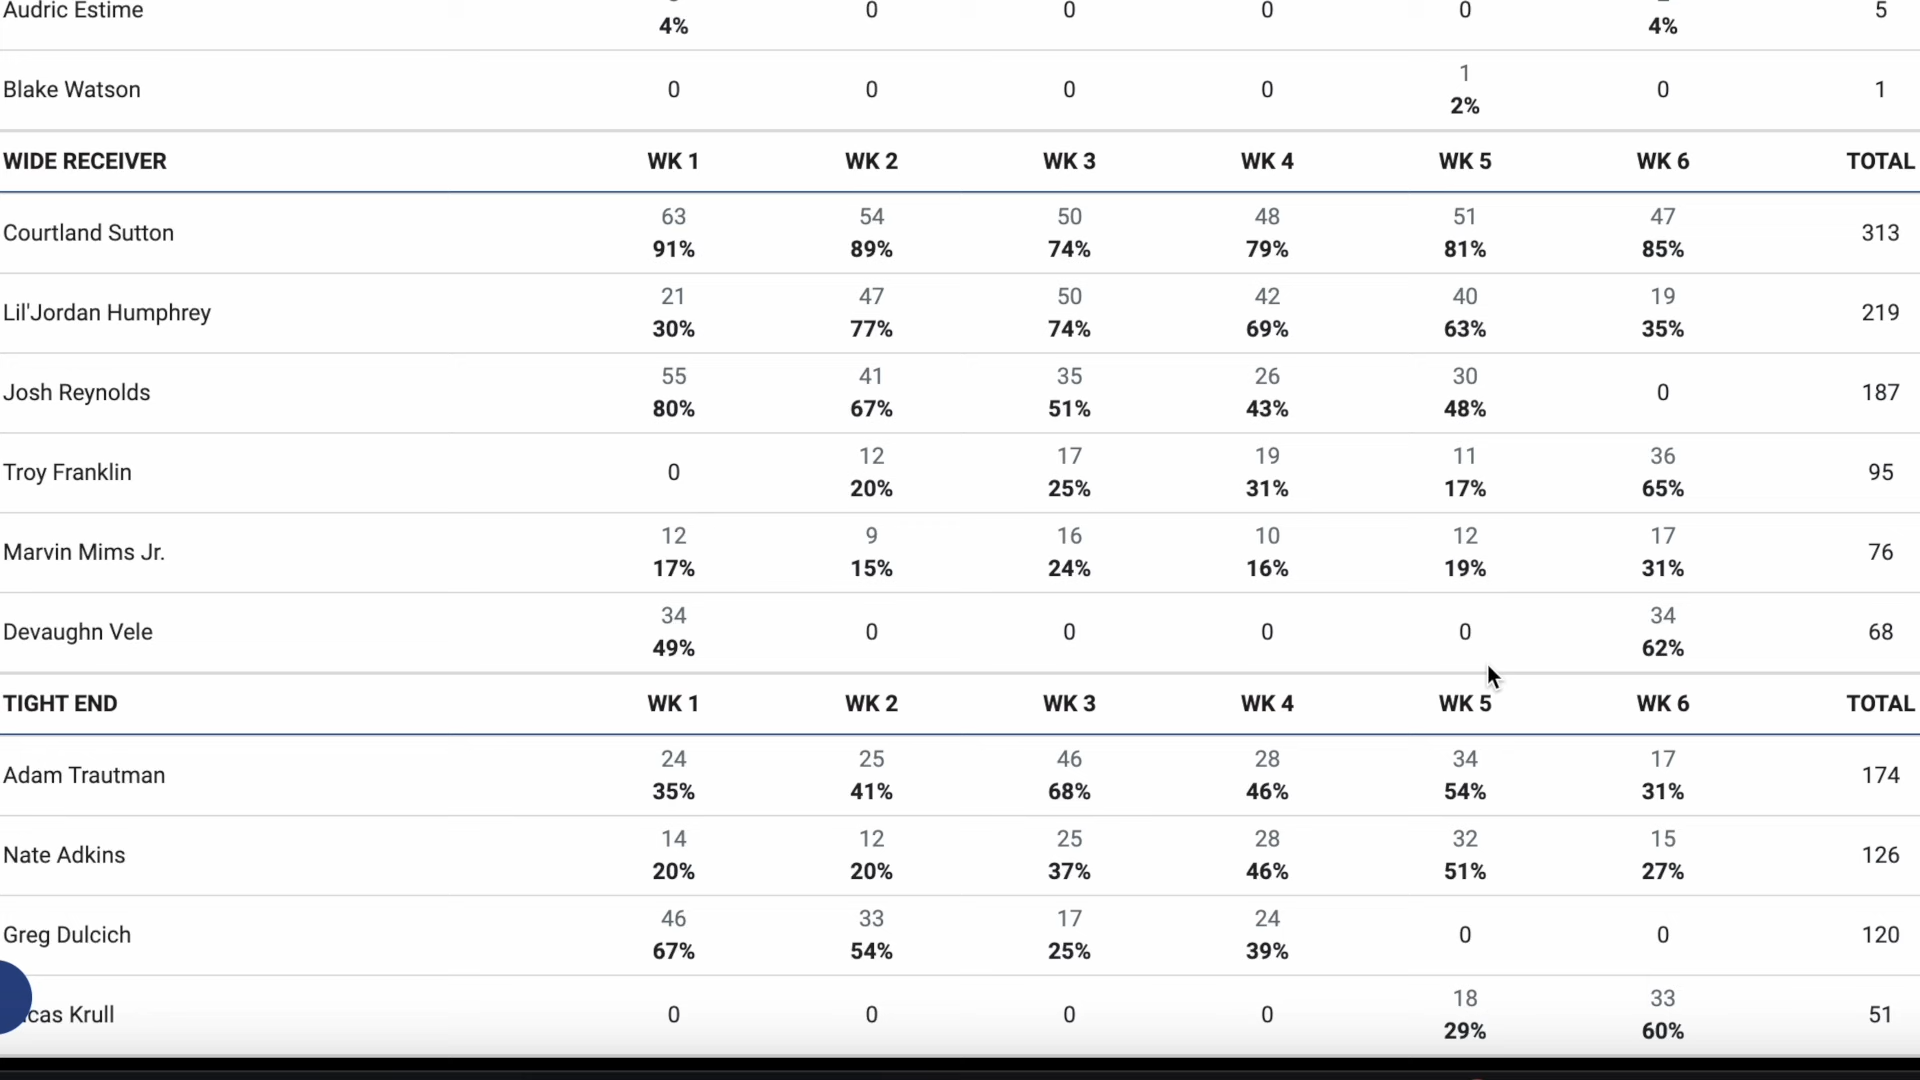 Audric Estime 4% 0 0 0 0 4% 5
Blake Watson 0 0 0 0 1 2% 0 1
WIDE RECEIVER WK 1 WK 2 WK 3 WK 4 WK 5 WK 6 TOTAL
63 54 50 48 51 47
Courtland Sutton 313
91% 89% 74% 79% 81% 85%
21 47 50 42 40 19
Lil'Jordan Humphrey 219
30% 77% 74% 69% 63% 35%
55 41 35 26 30
Josh Reynolds 0 187
80% 67% 51% 43% 48%
12 17 19 11 36
Troy Franklin 0 95
20% 25% 31% 17% 65%
12 9 16 10 12 17
Marvin Mims Jr. 76
17% 15% 24% 16% 19% 31%
34 34
Devaughn Vele 0 0 0 0 68
49% 62%
TIGHT END WK 1 WK 2 WK 3 WK 4 WK 5 WK 6 TOTAL
24 25 46 28 34 17
Adam Trautman 174
35% 41% 68% 46% 54% 31%
14 12 25 28 32 15
Nate Adkins 126
20% 20% 37% 46% 51% 27%
46 33 17 24
Greg Dulcich 0 0 120
67% 54% 25% 39%
18 33
cas Krull 0 0 0 0 51
29% 60%